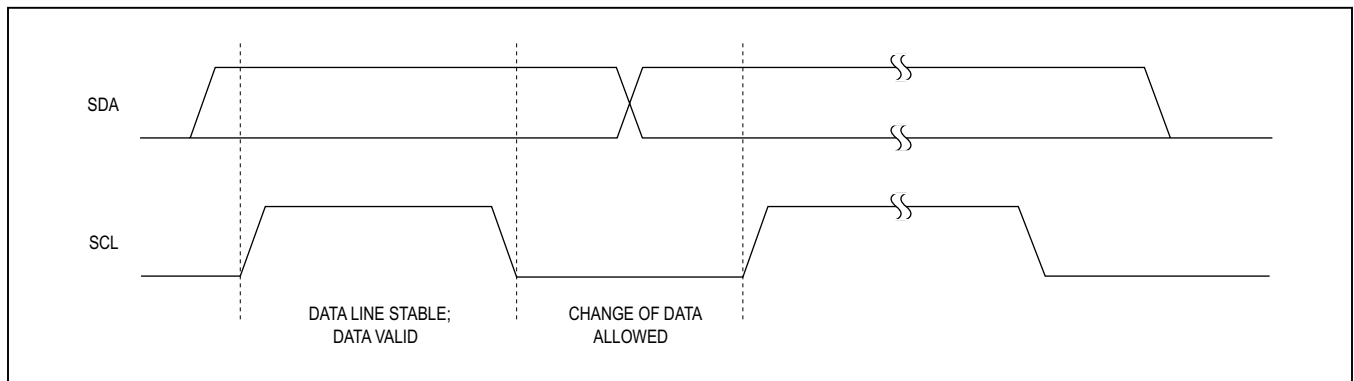 SDA
SCL
DATA LINE STABLE;
DATA VALID
CHANGE OF DATA
ALLOWED